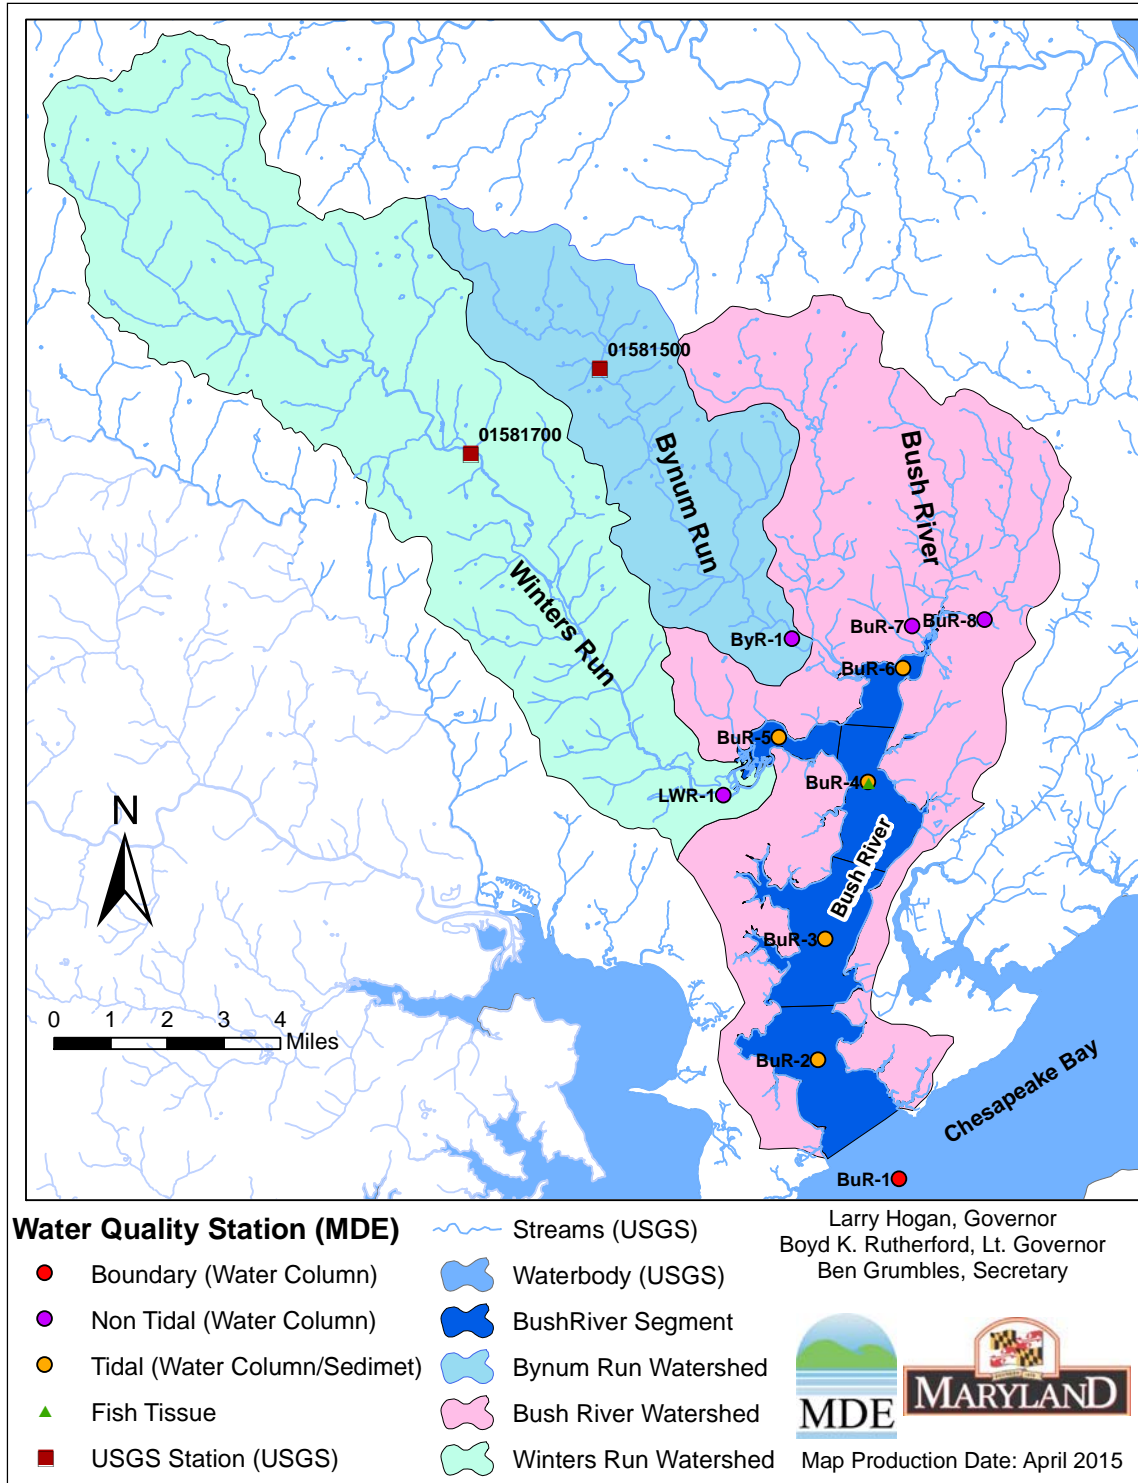 01581500
01581700
Bynum Run
Bush River
Winters Run
ByR-1
BuR-7
BuR-8
BuR-6
BuR-5
BuR-4
LWR-1
N
Bush River
BuR-3
0 1 2 3 4
Miles
BuR-2
Chesapeake Bay
BuR-1
Water Quality Station (MDE)
Boundary (Water Column)
Non Tidal (Water Column)
Tidal (Water Column/Sedimet)
Fish Tissue
USGS Station (USGS)
Streams (USGS)
Waterbody (USGS)
BushRiver Segment
Bynum Run Watershed
Bush River Watershed
Winters Run Watershed
Larry Hogan, Governor
Boyd K. Rutherford, Lt. Governor
Ben Grumbles, Secretary
MDE
MARYLAND
Map Production Date: April 2015